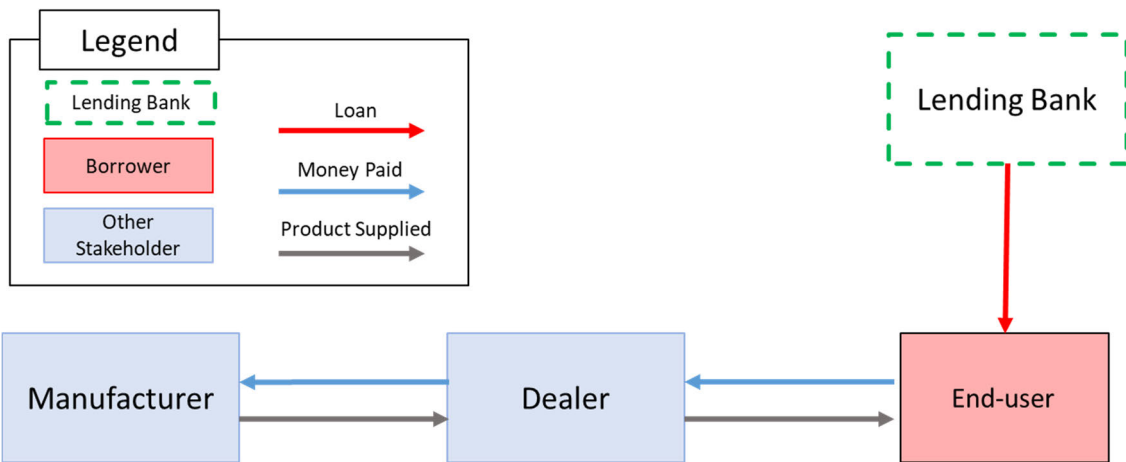 Legend
Lending Bank
Borrower
Other
Stakeholder
Loan
Money Paid
Product Supplied
Lending Bank
Manufacturer
Dealer
End-user